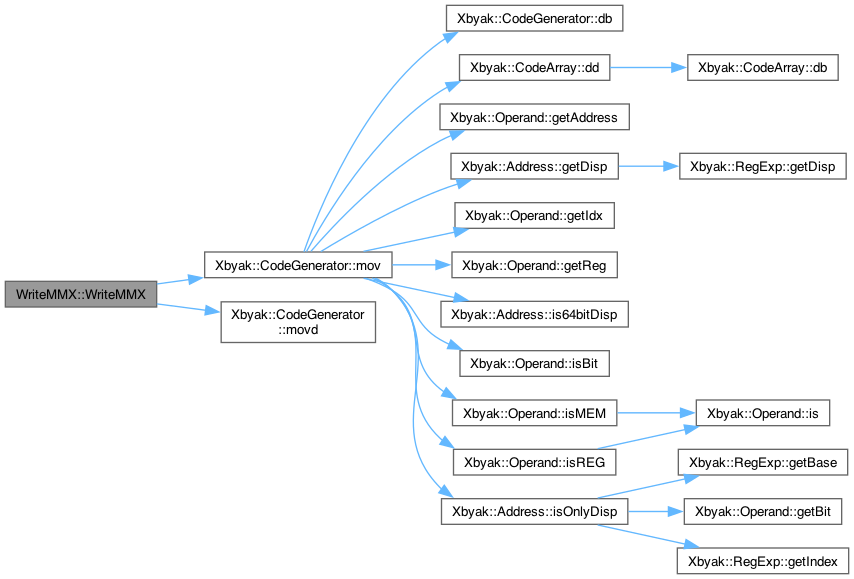 Xbyak::CodeGenerator::db
Xbyak::CodeArray::dd
Xbyak::CodeArray::db
Xbyak::Operand::getAddress
Xbyak::Address::getDisp
Xbyak::RegExp::getDisp
Xbyak::Operand::getIdx
Xbyak::CodeGenerator::mov
Xbyak::Operand::getReg
WriteMMX::WriteMMX
Xbyak::CodeGenerator
::movd
Xbyak::Address::is64bitDisp
Xbyak::Operand::isBit
Xbyak::Operand::isMEM
Xbyak::Operand::is
Xbyak::Operand::isREG
Xbyak::RegExp::getBase
Xbyak::Address::isOnlyDisp
Xbyak::Operand::getBit
Xbyak::RegExp::getIndex